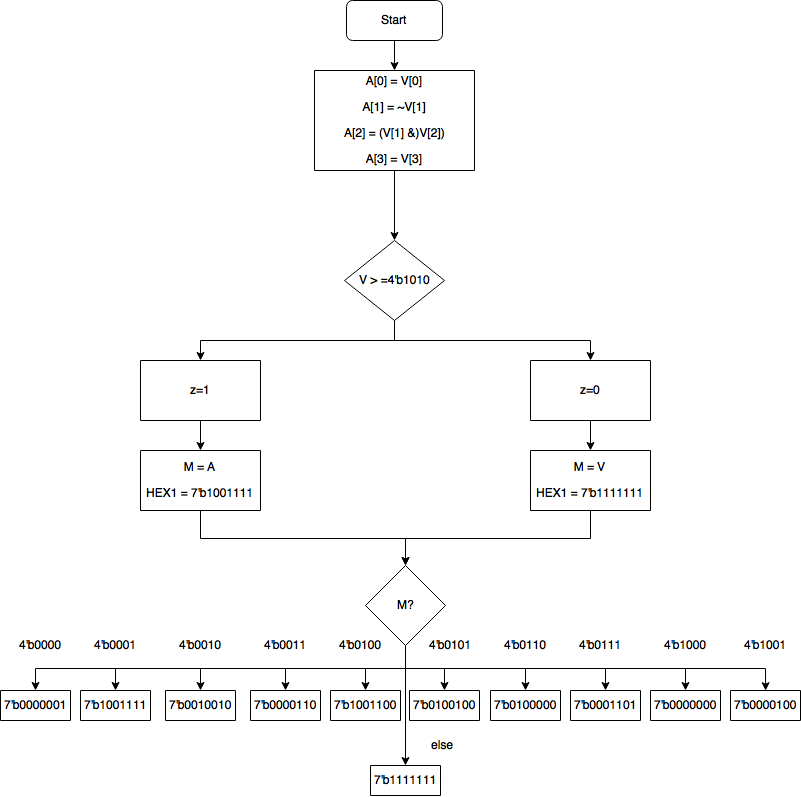 Start
A[0] = V[0]
A[1] = ~V[1]
A[2] = (V[1] &)V[2])
A[3] = V[3]
V > =4'b1010
z=1
z=0
M = A
HEX1 = 7'b1001111
M = V
HEX1 = 7'b1111111
M?
4'b0000
4'b0001
4'b0010
4'b0011
4'b0100
4'b0101
4'b0110
4'b0111
4'b1000
4'b1001
7'b0000001
7'b1001111
7'b0010010
7'b0000110
7'b1001100
7'b0100100
7'b0100000
7'b0001101
7'b0000000
7'b0000100
else
7'b1111111